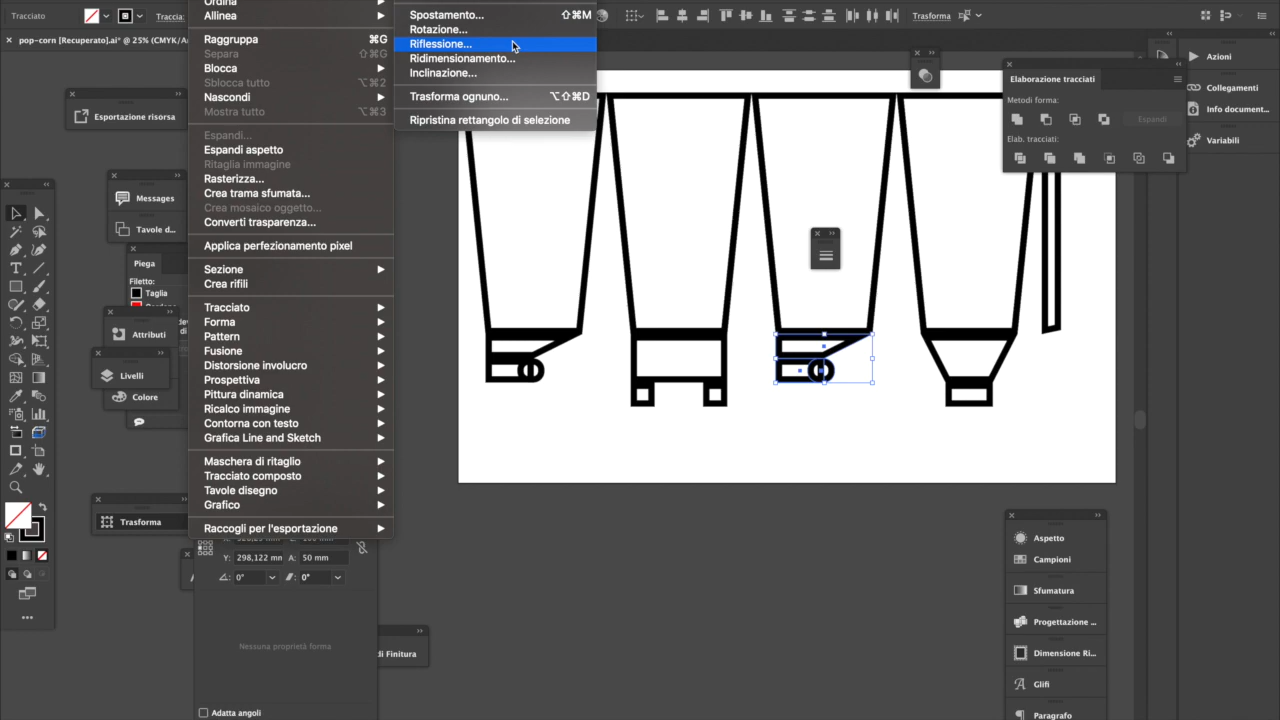 Tracciato
Traccia:
Trasforma
pop-corn [Recuperato].ai* @ 25% (CMYK/A
Ordina
Allinea
Raggruppa ⌘G
Separa ⇧⌘G
Blocca
Sblocca tutto ⌥⌘2
Nascondi
Mostra tutto ⌥⌘3
Espandi...
Espandi aspetto
Ritaglia immagine
Rasterizza...
Crea trama sfumata...
Crea mosaico oggetto...
Converti trasparenza...
Applica perfezionamento pixel
Sezione
Crea rifili
Tracciato
Forma
Pattern
Fusione
Distorsione involucro
Prospettiva
Pittura dinamica
Ricalco immagine
Contorna con testo
Grafica Line and Sketch
Maschera di ritaglio
Tracciato composto
Tavole disegno
Grafico
Raccogli per l'esportazione
Spostamento... ⇧⌘M
Rotazione...
Riflessione...
Ridimensionamento...
Inclinazione...
Trasforma ognuno... ⌥⇧⌘D
Ripristina rettangolo di selezione
Esportazione risorsa
Messages
Tavole d...
Piega
Filetto:
Taglia
Attributi
Livelli
Colore
Trasforma
Y: 298,122 mm A: 50 mm
0° 0°
Nessuna proprietà forma
di Finitura
Adatta angoli
Elaborazione tracciati
Metodi forma:
Espandi
Elab. tracciati:
Azioni
Collegamenti
Info document...
Variabili
Aspetto
Campioni
Sfumatura
Progettazione ...
Dimensione Ri...
Glifi
Paragrafo